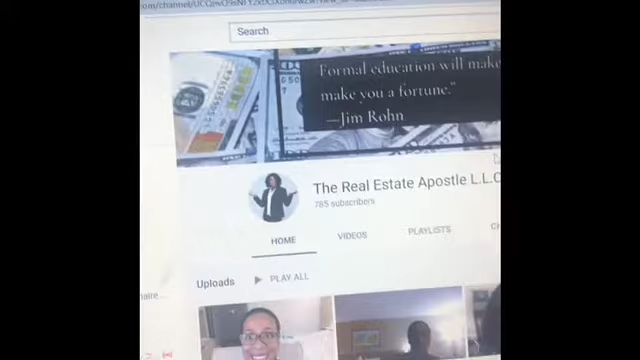 Search
Formal education will make
make you a fortune."
—Jim Rohn
The Real Estate Apostle L.L.C
785 subscribers
HOME
VIDEOS
PLAYLISTS
CH
Uploads
PLAY ALL